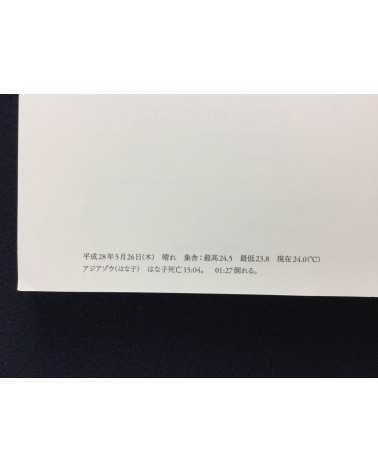 平成28年5月26日(木)　晴れ　集舎：最高24.5　最低23.8　現在24.0(℃)
アジアゾウ(はな子)　はな子死亡15:04。　01:27倒れる。